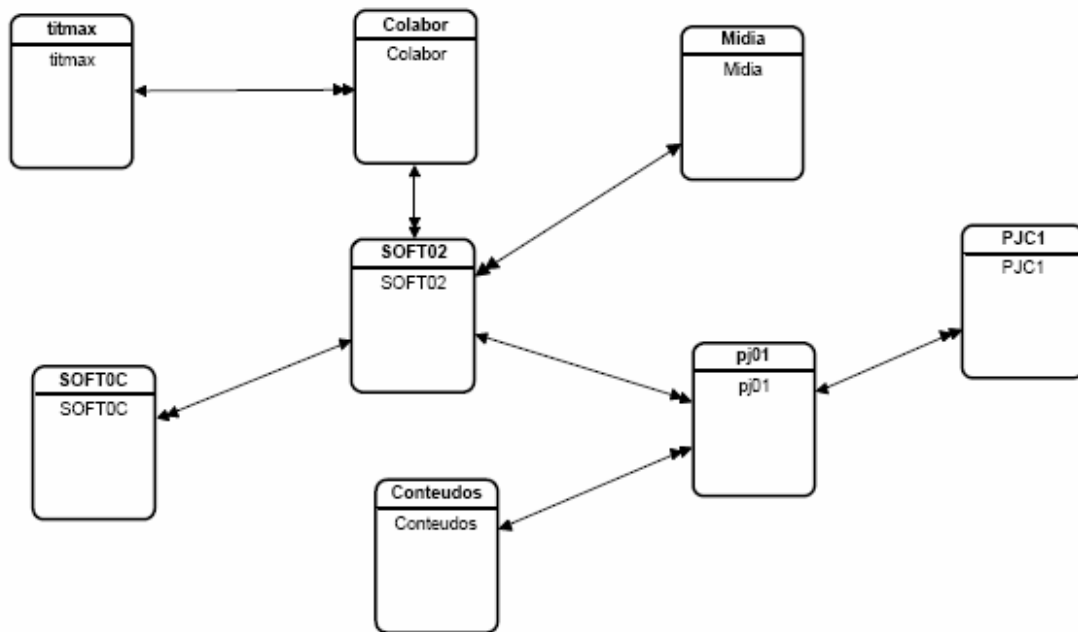 titmax
titmax
Colabor
Colabor
Midia
Midia
SOFT02
SOFT02
PJC1
PJC1
pj01
pj01
SOFT0C
SOFT0C
Conteudos
Conteudos